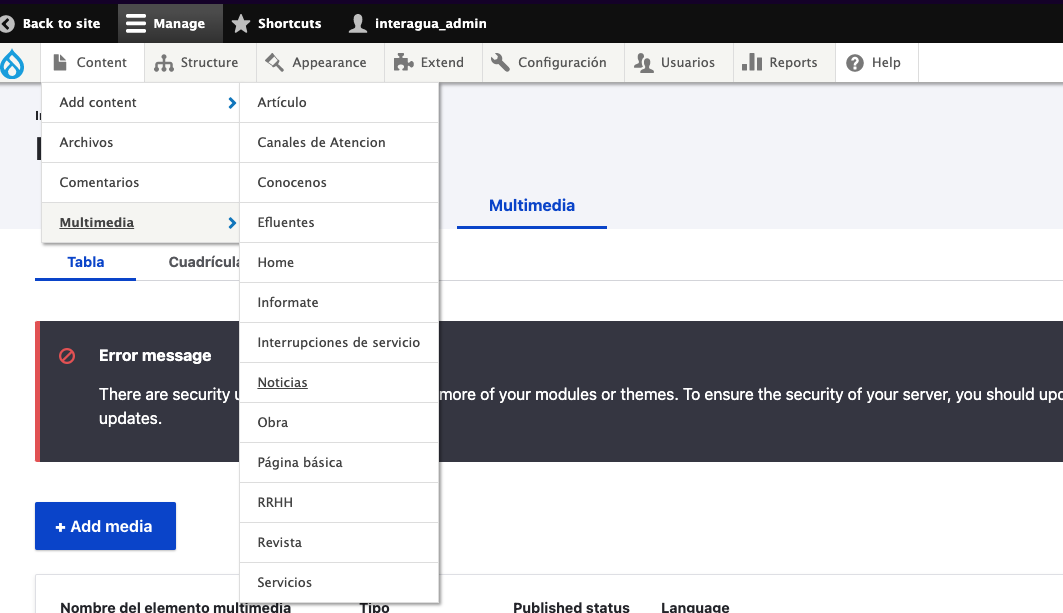 Back to site
Manage
Shortcuts
interagua_admin
Content
Structure
Appearance
Extend
Configuración
Usuarios
Reports
Help
Add content
Archivos
Comentarios
Multimedia
Artículo
Canales de Atencion
Conocenos
Efluentes
Home
Informate
Interrupciones de servicio
Noticias
Obra
Página básica
RRHH
Revista
Servicios
Multimedia
Tabla
Cuadrícula
Error message
There are security more of your modules or themes. To ensure the security of your server, you should
updates.
+ Add media
Nombre del elemento multimedia
Tipo
Published status
Language